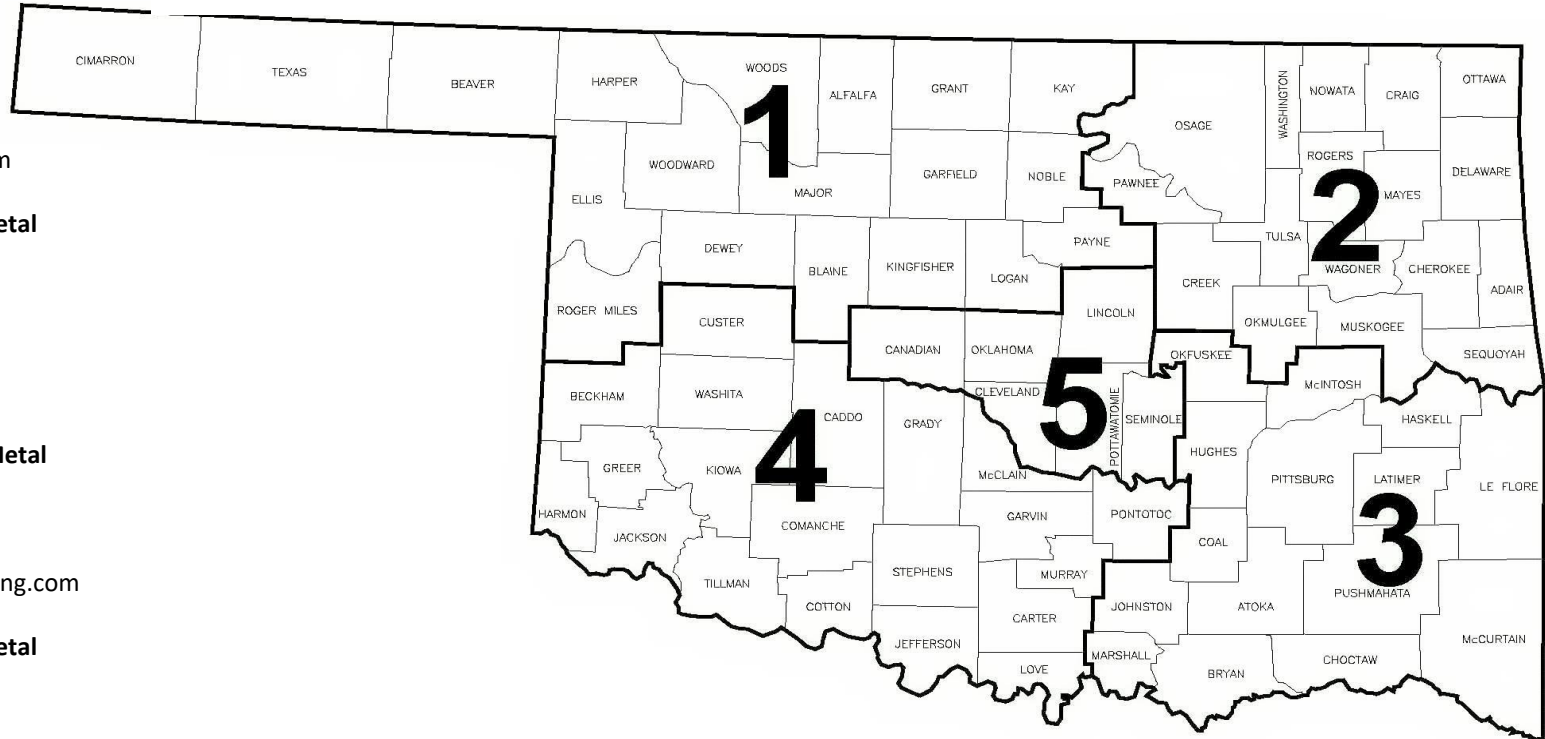 CIMARRON
TEXAS
BEAVER
HARPER
WOODS
ALFALFA
GRANT
KAY
OSAGE
WASHINGTON
NOWATA
CRAIG
OTTAWA
m
WOODWARD
MAJOR
GARFIELD
NOBLE
PAWNEE
ROGERS
MAYES
DELAWARE
1
2
etal
ELLIS
DEWEY
BLAINE
KINGFISHER
LOGAN
PAYNE
CREEK
TULSA
WAGONER
CHEROKEE
ADAIR
ROGER MILES
CUSTER
CANADIAN
OKLAHOMA
LINCOLN
OKMULGEE
MUSKOGEE
SEQUOYAH
OKFUSKEE
McINTOSH
BECKHAM
WASHITA
CADDO
GRADY
CLEVELAND
5
POTTAWATOMIE
SEMINOLE
HASKELL
letal
GREER
KIOWA
4
McCLAIN
HUGHES
PITTSBURG
LATIMER
LE FLORE
HARMON
JACKSON
COMANCHE
GARVIN
PONTOTOC
COAL
3
ng.com
TILLMAN
COTTON
STEPHENS
MURRAY
CARTER
JOHNSTON
ATOKA
PUSHMAHATA
McCURTAIN
etal
JEFFERSON
LOVE
MARSHALL
BRYAN
CHOCTAW